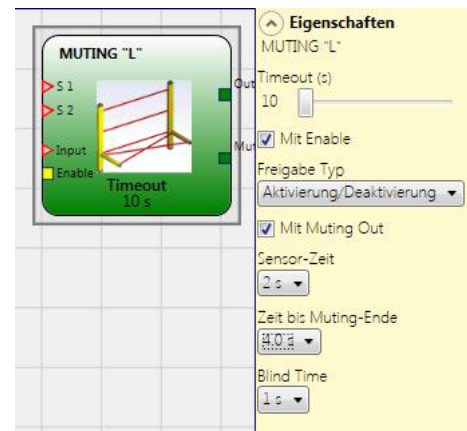 MUTING "L"
S 1
S 2
Input
Enable
Timeout
10 s
Out
Mut
Eigenschaften
MUTING "L"
Timeout (s)
10
Mit Enable
Freigabe Typ
Aktivierung/Deaktivierung
Mit Muting Out
Sensor-Zeit
2 s
Zeit bis Muting-Ende
4.0 s
Blind Time
1 s